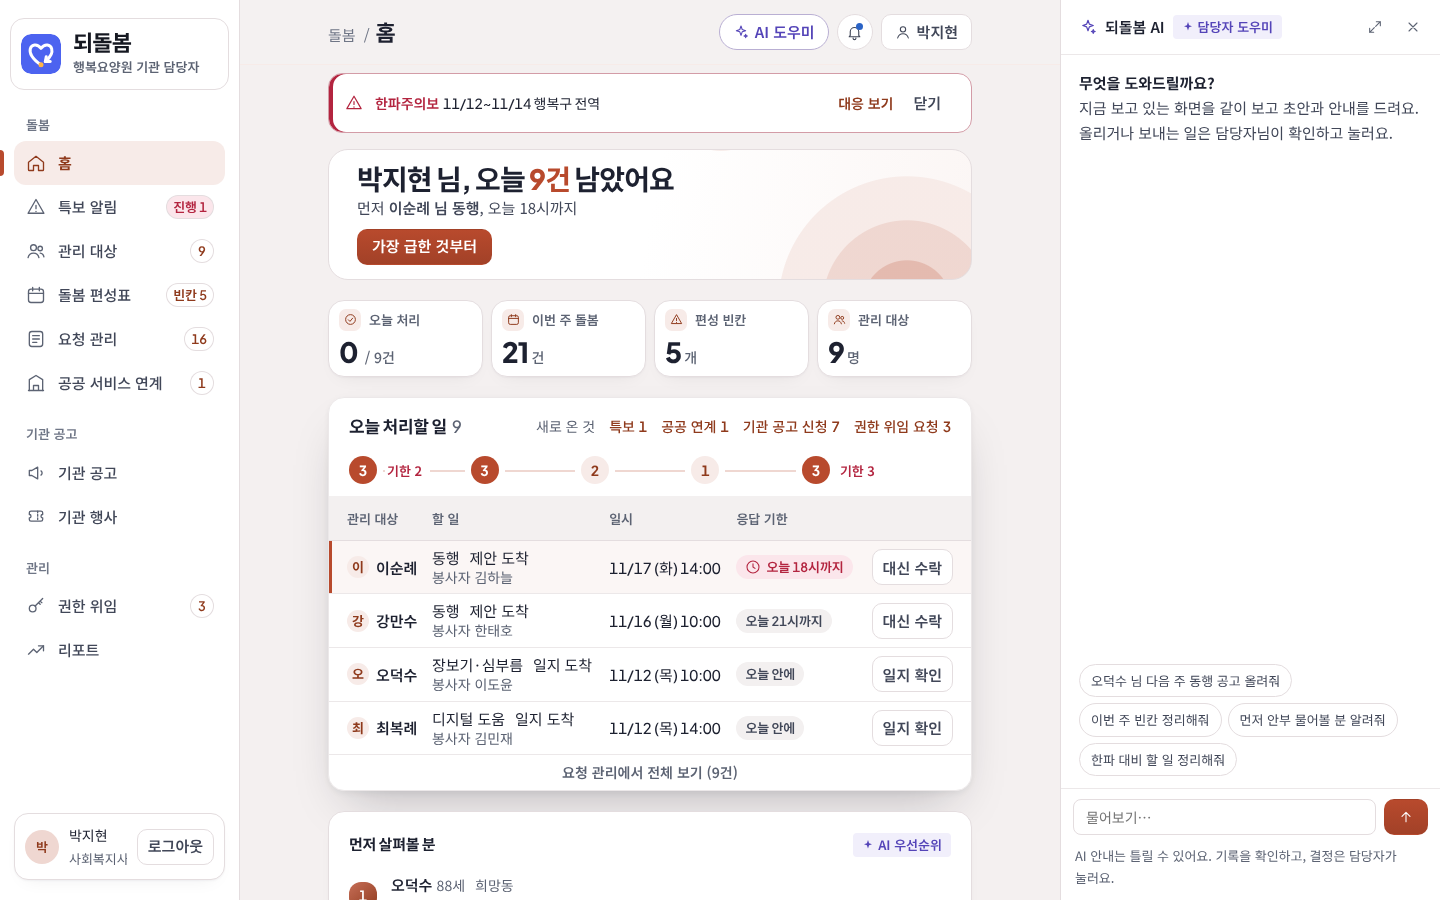 되돌봄
행복요양원 기관 담당자
돌봄
홈
특보 알림
진행 1
관리 대상
9
돌봄 편성표
빈칸 5
요청 관리
16
공공 서비스 연계
1
기관 공고
기관 공고
기관 행사
관리
권한 위임
3
리포트
박
박지현
사회복지사
로그아웃
돌봄 / 홈
AI 도우미
박지현
한파주의보 11/12~11/14 행복구 전역
대응 보기
닫기
박지현 님, 오늘 9건 남았어요
먼저 이순례 님 동행, 오늘 18시까지
가장 급한 것부터
오늘 처리
0 / 9건
이번 주 돌봄
21 건
편성 빈칸
5 개
관리 대상
9 명
오늘 처리할 일 9
새로 온 것 특보 1 공공 연계 1 기관 공고 신청 7 권한 위임 요청 3
3 · 기한 2 3 2 1 3 기한 3
관리 대상 할 일 일시 응답 기한
이 이순례 동행 제안 도착 11/17 (화) 14:00 오늘 18시까지 대신 수락
봉사자 김하늘
강 강만수 동행 제안 도착 11/16 (월) 10:00 오늘 21시까지 대신 수락
봉사자 한태호
오 오덕수 장보기·심부름 일지 도착 11/12 (목) 10:00 오늘 안에 일지 확인
봉사자 이도윤
최 최복례 디지털 도움 일지 도착 11/12 (목) 14:00 오늘 안에 일지 확인
봉사자 김민재
요청 관리에서 전체 보기 (9건)
먼저 살펴볼 분
AI 우선순위
1 오덕수 88세 희망동
되돌봄 AI
담당자 도우미
무엇을 도와드릴까요?
지금 보고 있는 화면을 같이 보고 초안과 안내를 드려요.
올리거나 보내는 일은 담당자님이 확인하고 눌러요.
오덕수 님 다음 주 동행 공고 올려줘
이번 주 빈칸 정리해줘
먼저 안부 물어볼 분 알려줘
한파 대비 할 일 정리해줘
물어보기…
AI 안내는 틀릴 수 있어요. 기록을 확인하고, 결정은 담당자가
눌러요.